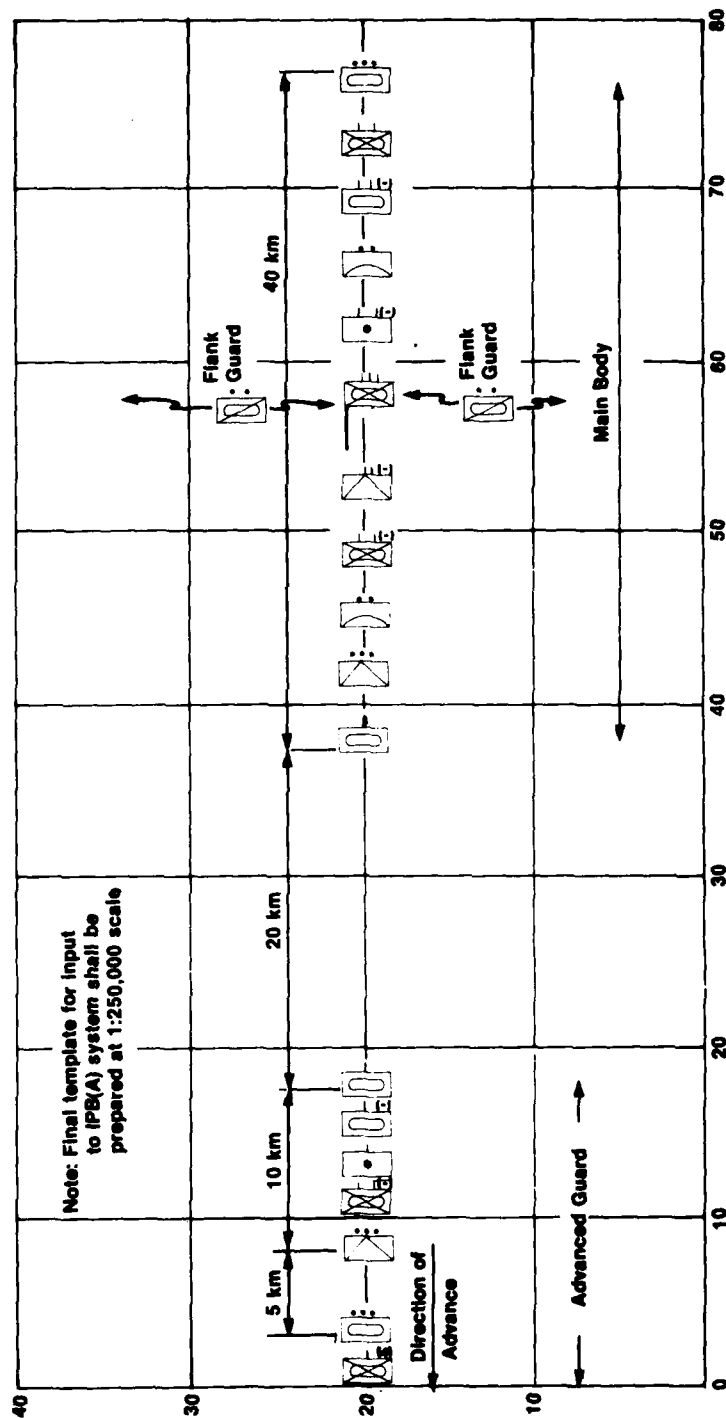 Note: Final template for input
to IPB(A) system shall be
prepared at 1:250,000 scale
40
30
20
10
0
10
20
30
40
50
60
70
80
5 km
10 km
20 km
40 km
Flank
Guard
Flank
Guard
Direction of
Advance
Advanced Guard
Main Body